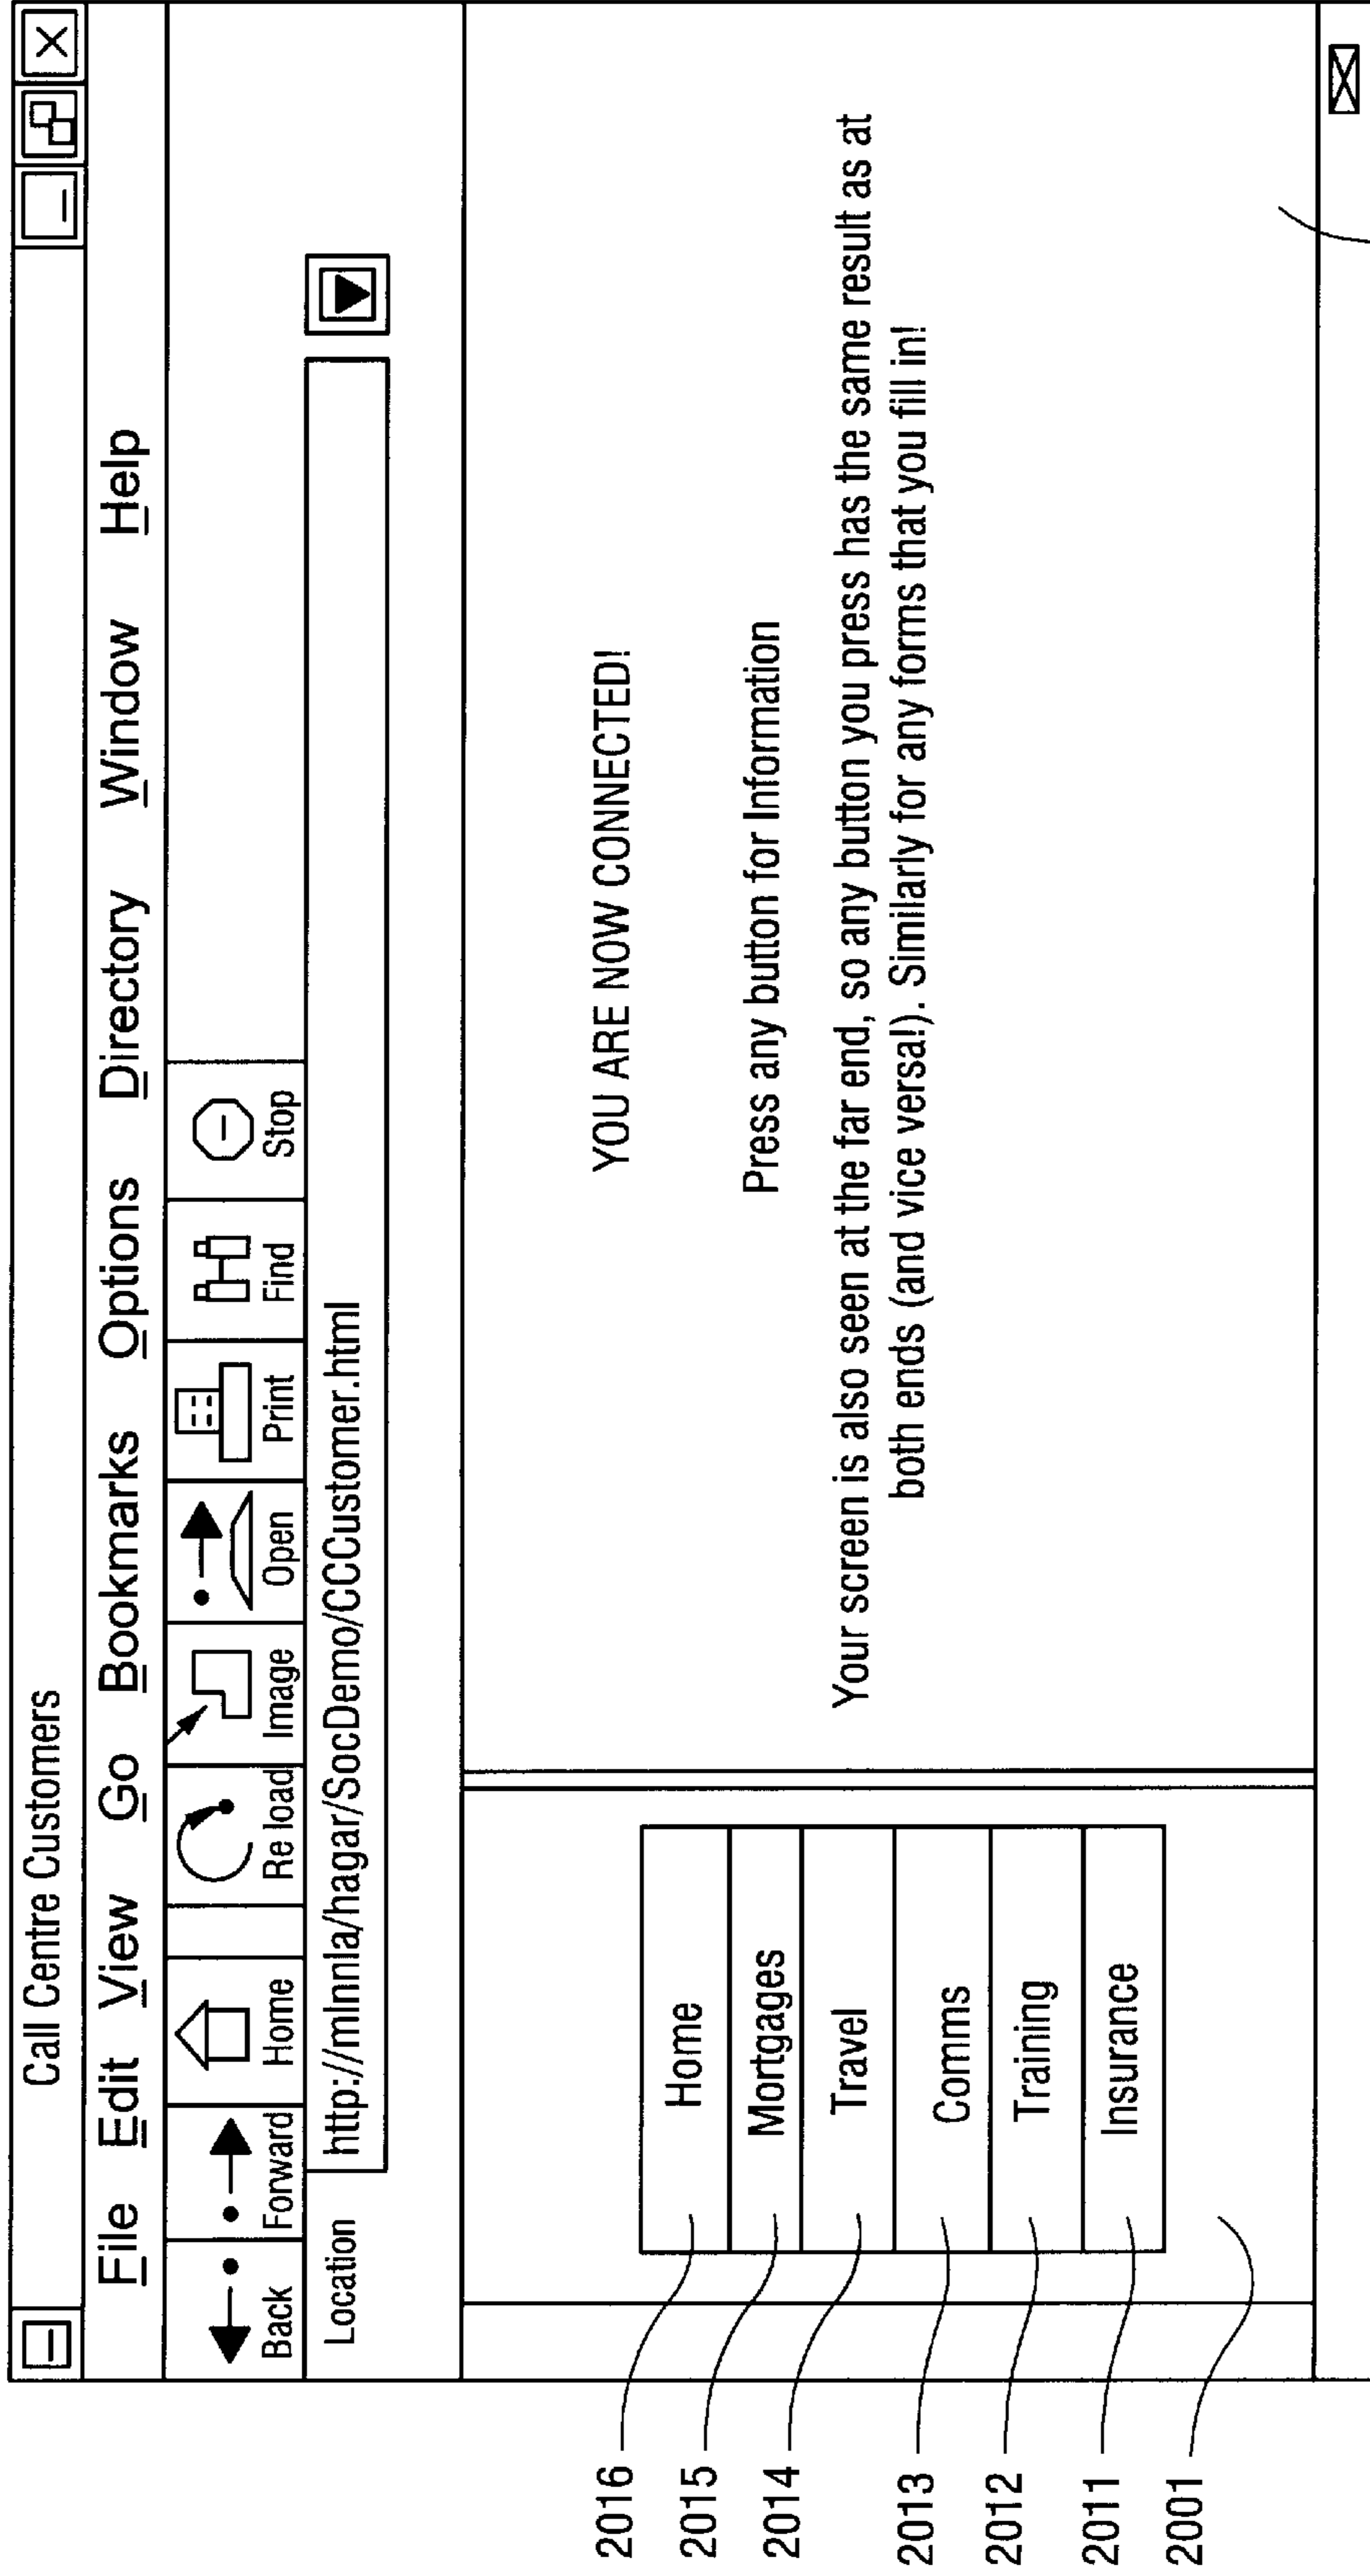 Call Centre Customers
File Edit View Go Bookmarks Options Directory Window Help
Back Forward Home Re load Image Open Print Find Stop
Location http://mlnnla/hagar/SocDemo/CCCustomer.html
YOU ARE NOW CONNECTED!
Press any button for Information
Your screen is also seen at the far end, so any button you press has the same result as at
both ends (and vice versa!). Similarly for any forms that you fill in!
2016 Home
2015 Mortgages
2014 Travel
2013 Comms
2012 Training
2011 Insurance
2001